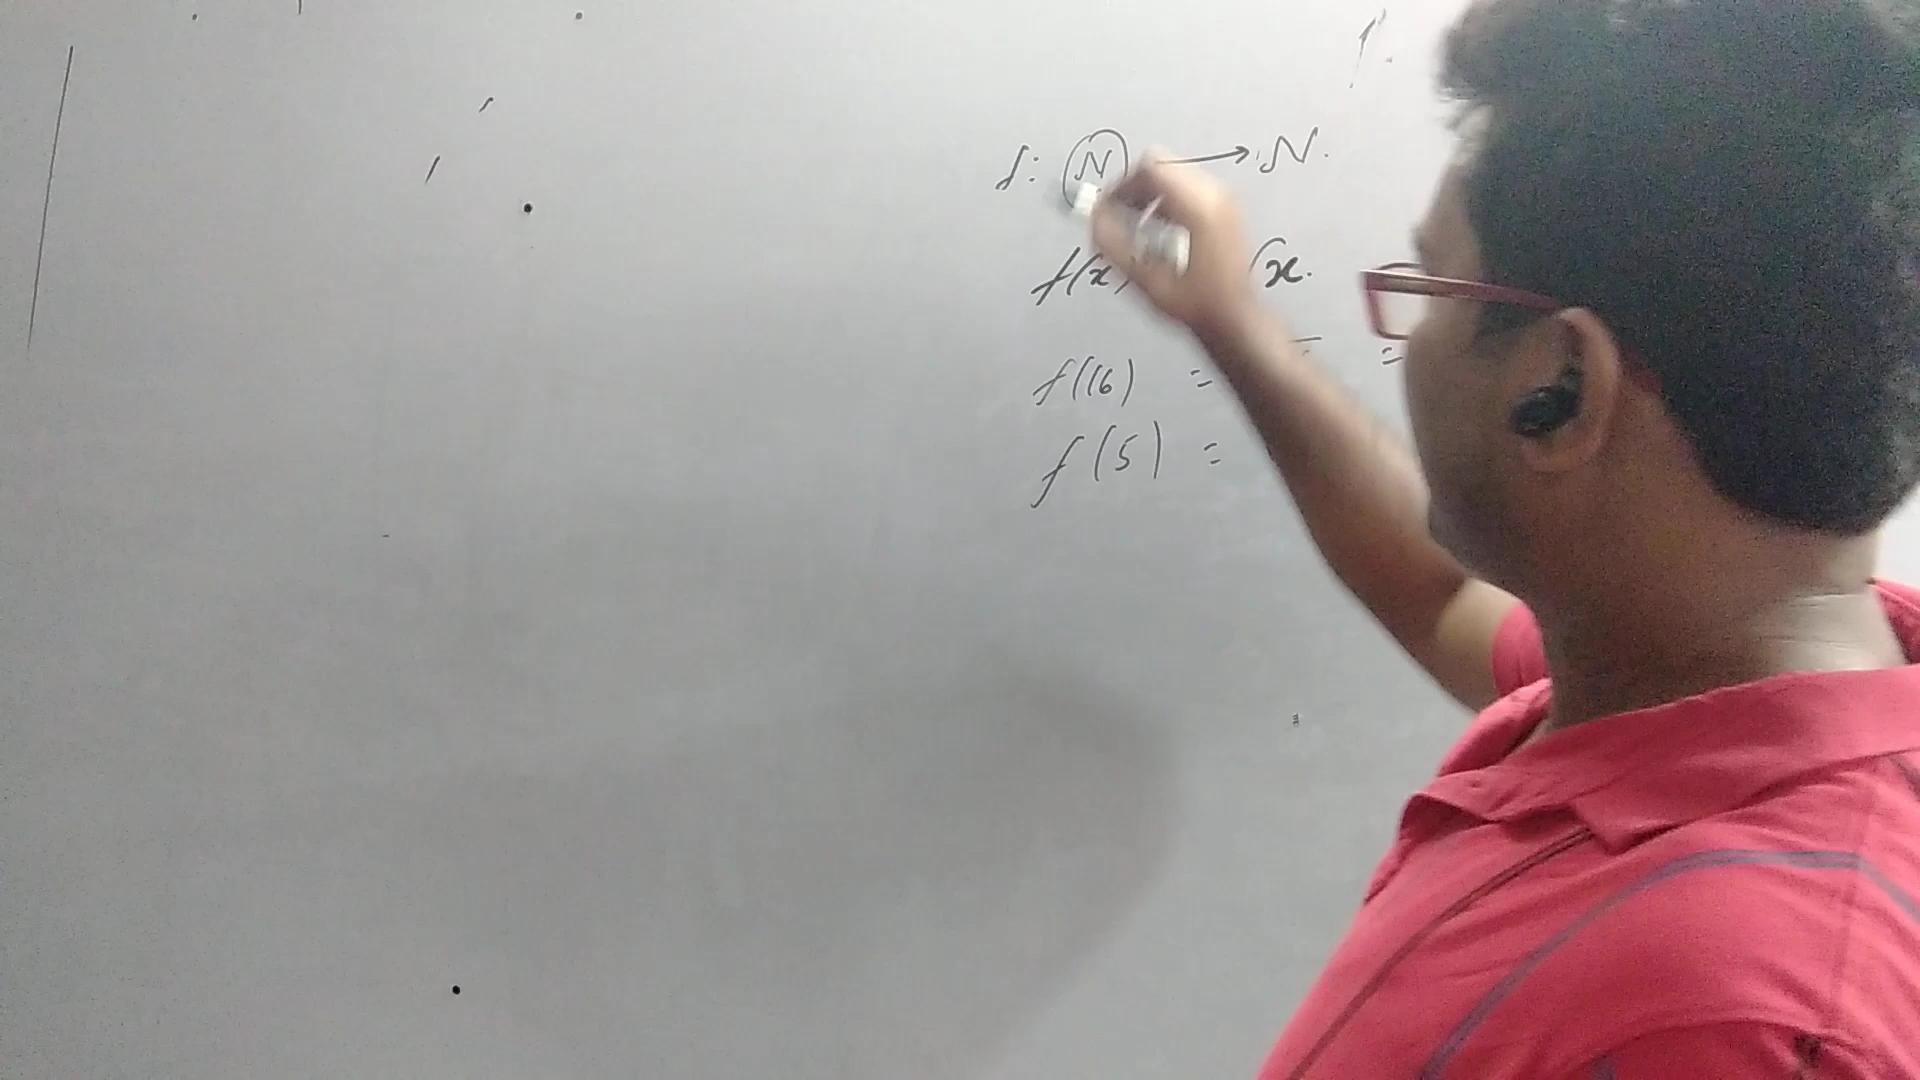 f: N → N.
f(x) x.
f(16) = =
f(5) =